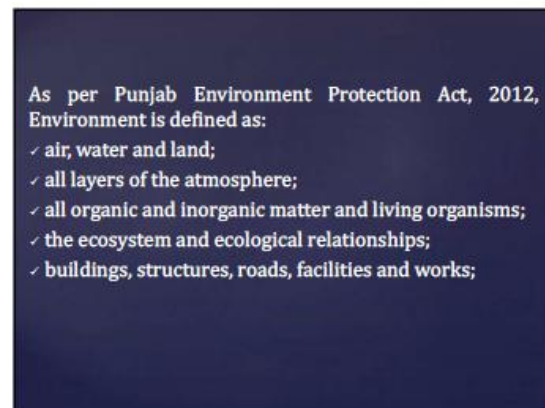 As per Punjab Environment Protection Act, 2012,
Environment is defined as:
✓ air, water and land;
✓ all layers of the atmosphere;
✓ all organic and inorganic matter and living organisms;
✓ the ecosystem and ecological relationships;
✓ buildings, structures, roads, facilities and works;